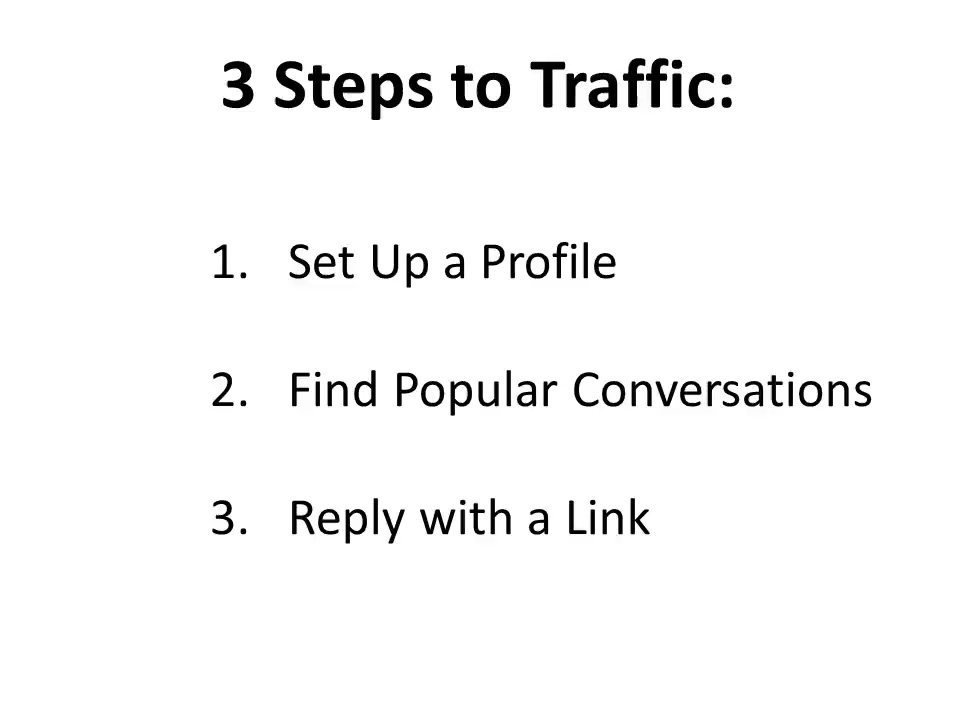 3 Steps to Traffic:
1. Set Up a Profile
2. Find Popular Conversations
3. Reply with a Link